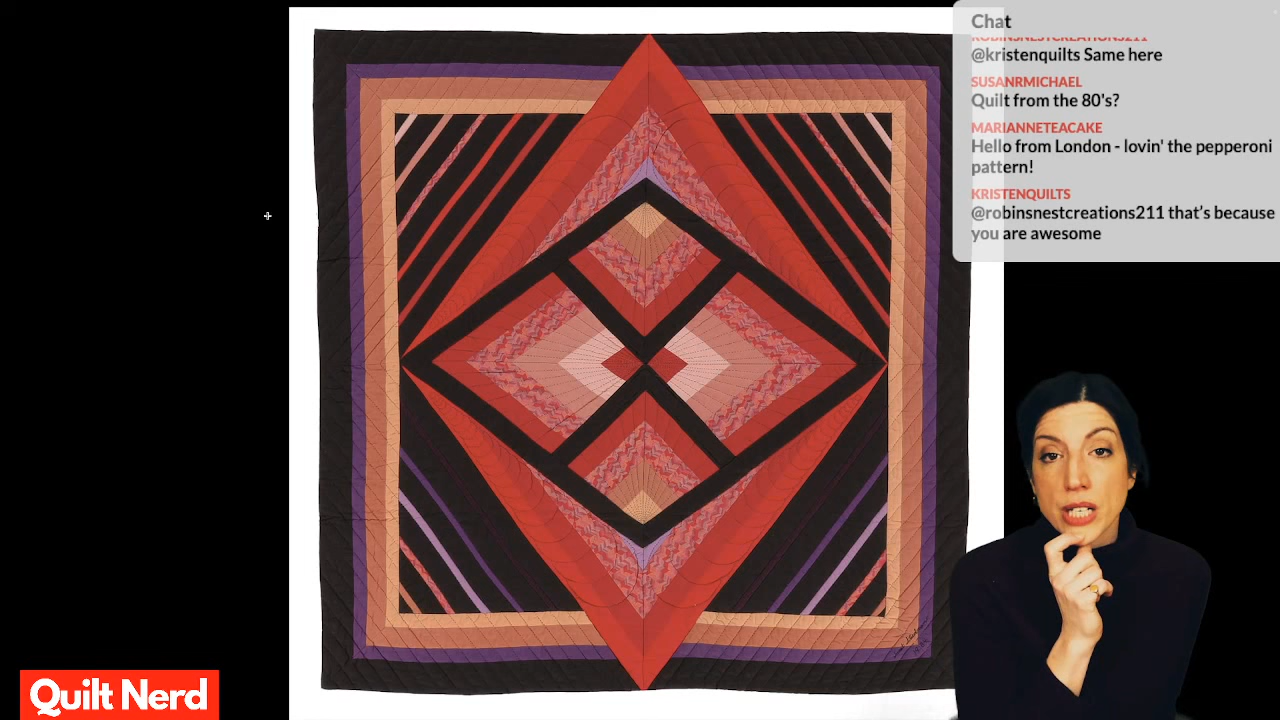 Chat
ROBINSNESTCREATIONS211
@kristenquilts Same here
SUSANRMICHAEL
Quilt from the 80's?
MARIANNETEACAKE
Hello from London - lovin' the pepperoni
pattern!
KRISTENQUILTS
@robinsnestcreations211 that's because
you are awesome
Quilt Nerd